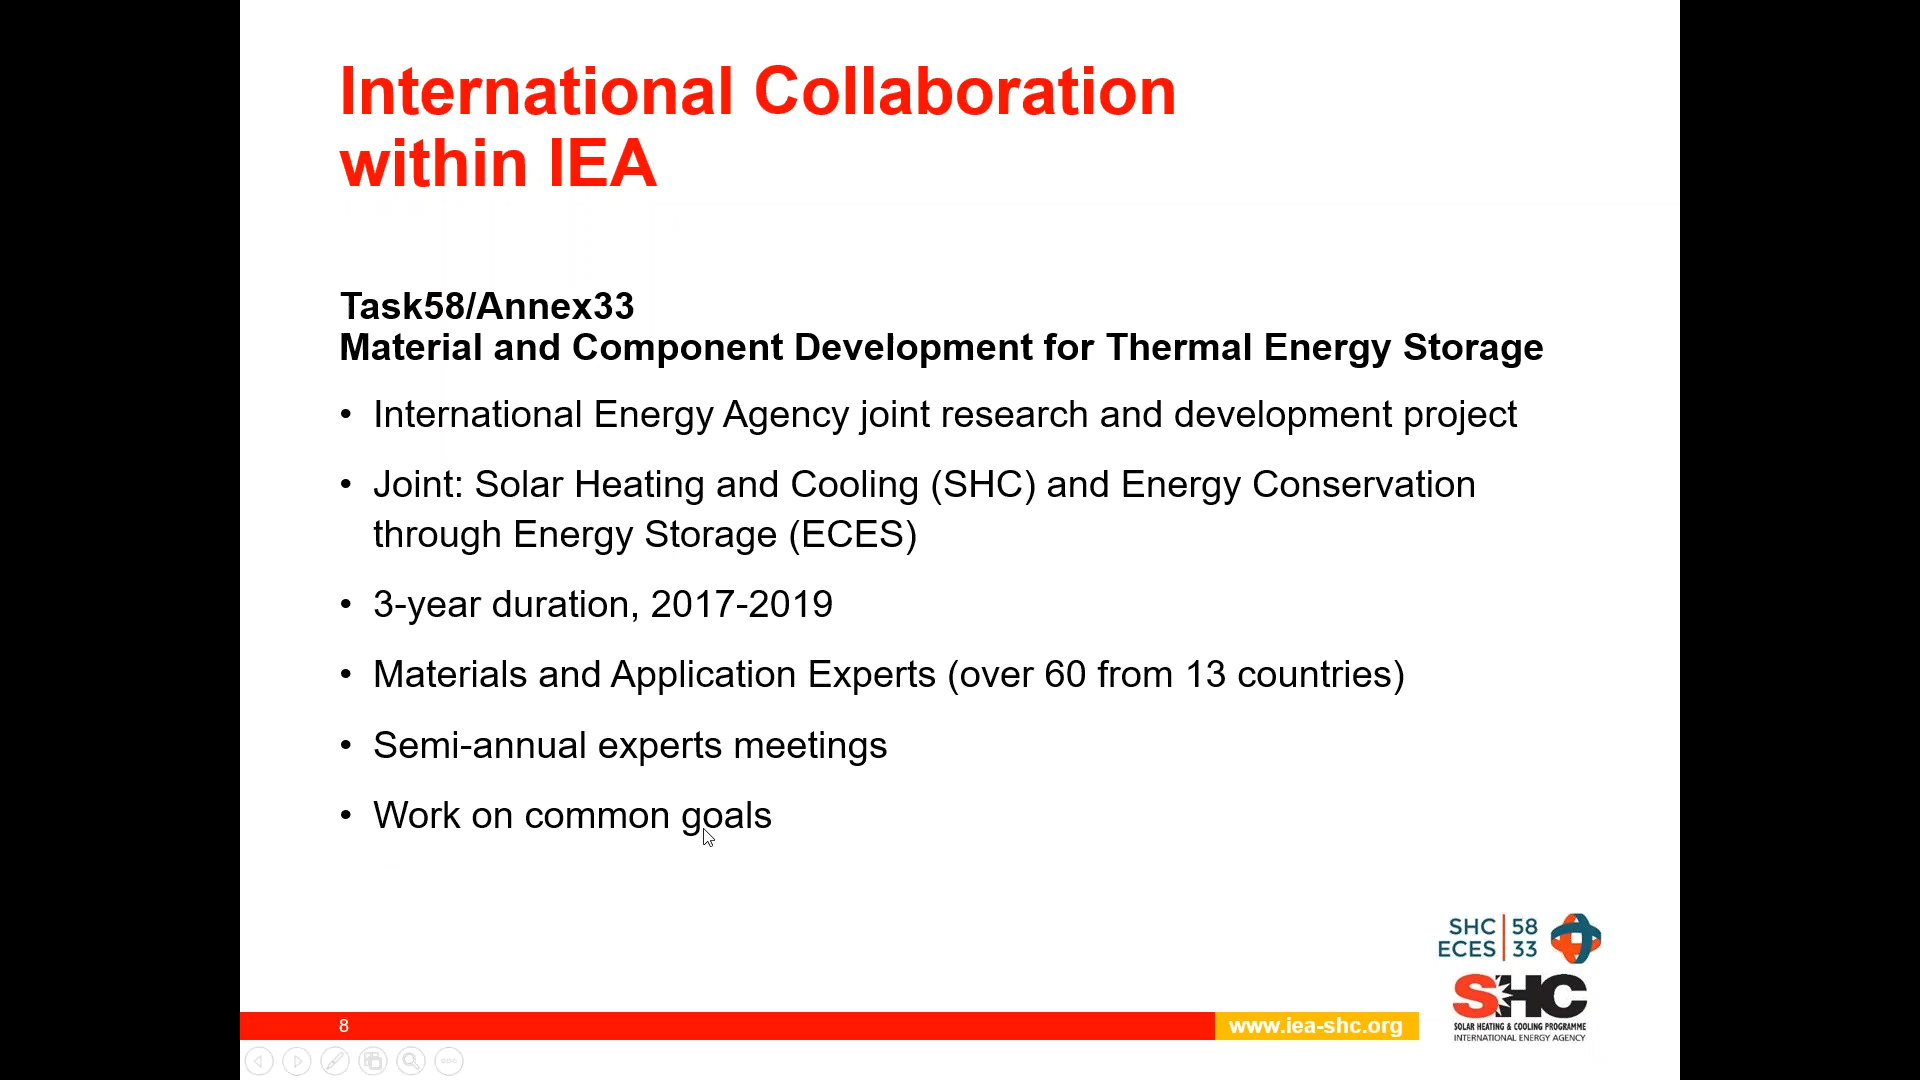 International Collaboration
within IEA
Task58/Annex33
Material and Component Development for Thermal Energy Storage
• International Energy Agency joint research and development project
• Joint: Solar Heating and Cooling (SHC) and Energy Conservation
through Energy Storage (ECES)
• 3-year duration, 2017-2019
• Materials and Application Experts (over 60 from 13 countries)
• Semi-annual experts meetings
• Work on common goals
SHC 58
ECES 33
SHC
SOLAR HEATING & COOLING PROGRAMME
INTERNATIONAL ENERGY AGENCY
8
www.iea-shc.org